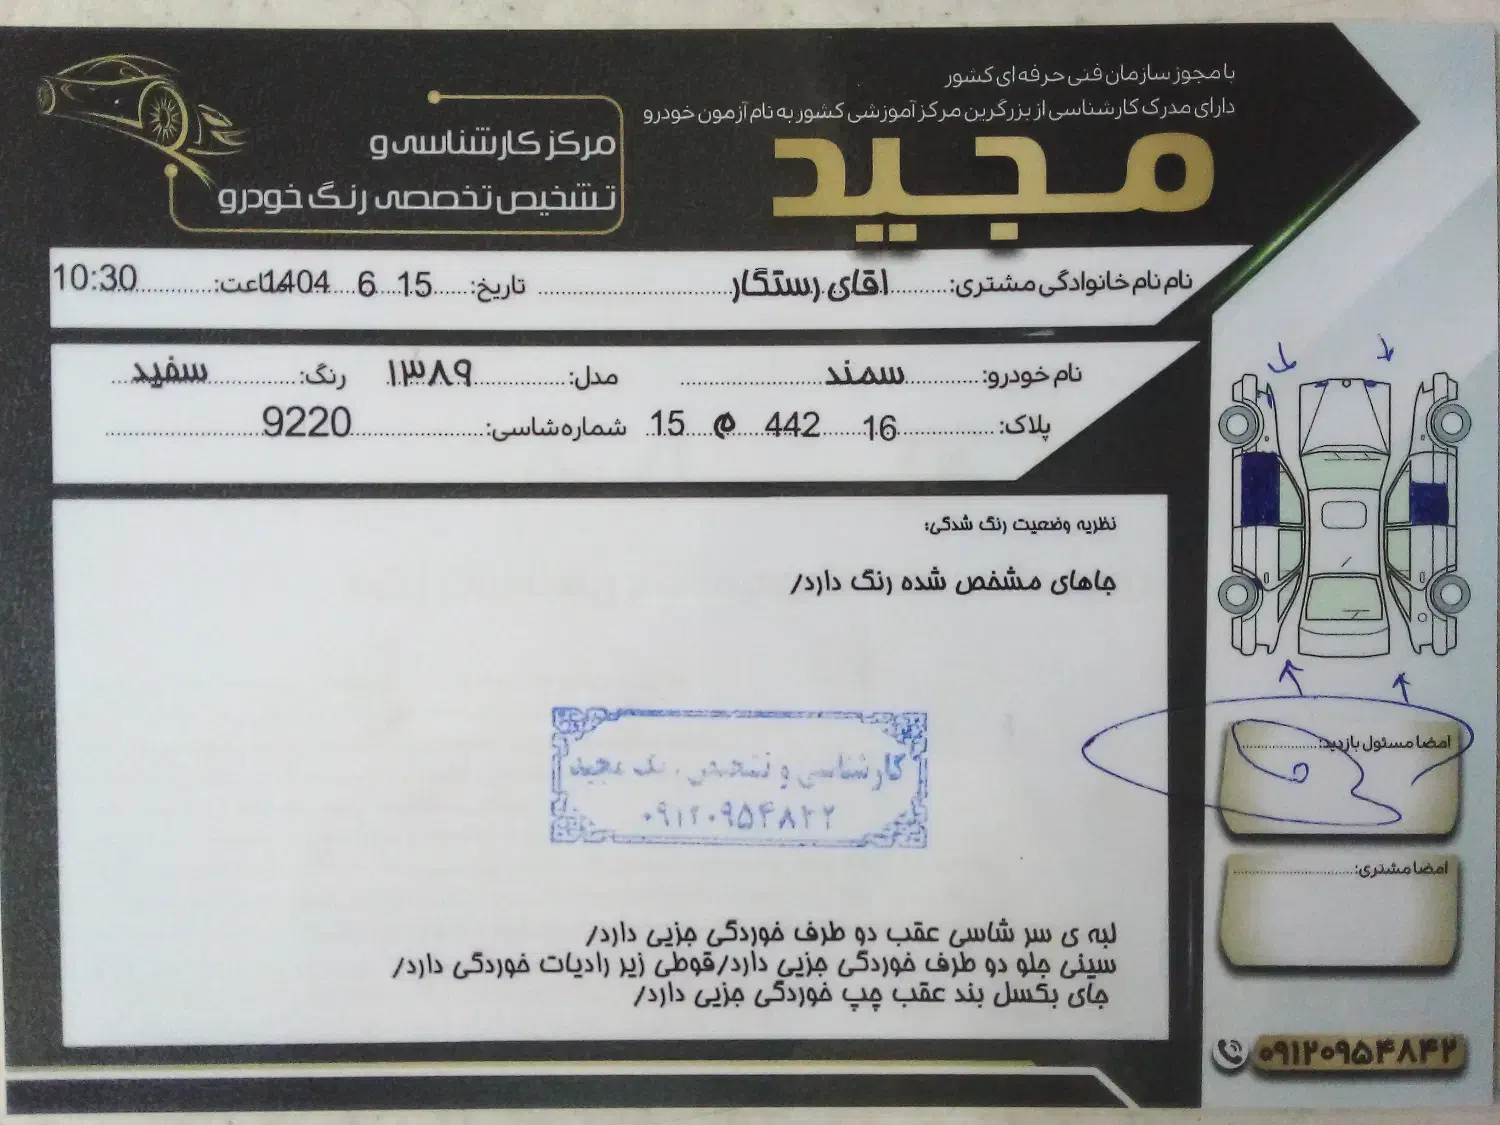 با مجوز سازمان فنی حرفه ای کشور
دارای مدرک کارشناسی از بزرگترین مرکز آموزشی کشور به نام آزمون خودرو
مجید
مرکز کارشناسی و
تشخیص تخصصی رنگ خودرو
نام نام خانوادگی مشتری: اقای رستگار تاریخ: 15 6 1404 ساعت: 10:30
نام خودرو: سمند مدل: ۱۳۸۹ رنگ: سفید
پلاک: 16 442 م 15 شماره شاسی: 9220
نظریه وضعیت رنگ شدگی:
جاهای مشخص شده رنگ دارد/
کارشناسی و تشخیص رنگ مجید
۰۹۱۲۰۹۵۴۸۲۲
لبه ی سر شاسی عقب دو طرف خوردگی جزیی دارد/
سینی جلو دو طرف خوردگی جزیی دارد/قوطی زیر رادیات خوردگی دارد/
جای بکسل بند عقب چپ خوردگی جزیی دارد/
امضا مسئول بازدید:
امضا مشتری:
۰۹۱۲۰۹۵۴۸۴۲